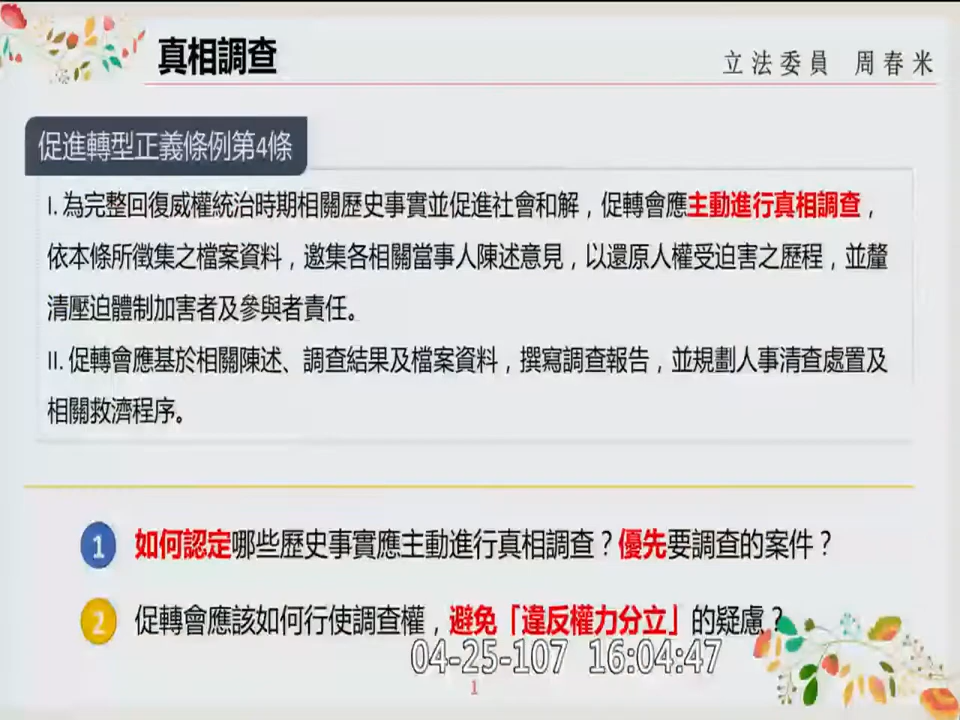 真相調查
立法委員 周春米
促進轉型正義條例第4條
I. 為完整回復威權統治時期相關歷史事實並促進社會和解，促轉會應主動進行真相調查，
依本條所徵集之檔案資料，邀集各相關當事人陳述意見，以還原人權受迫害之歷程，並釐
清壓迫體制加害者及參與者責任。
II. 促轉會應基於相關陳述、調查結果及檔案資料，撰寫調查報告，並規劃人事清查處置及
相關救濟程序。
1 如何認定哪些歷史事實應主動進行真相調查？優先要調查的案件？
2 促轉會應該如何行使調查權，避免「違反權力分立」的疑慮？
04-25-107 16:04:47
1